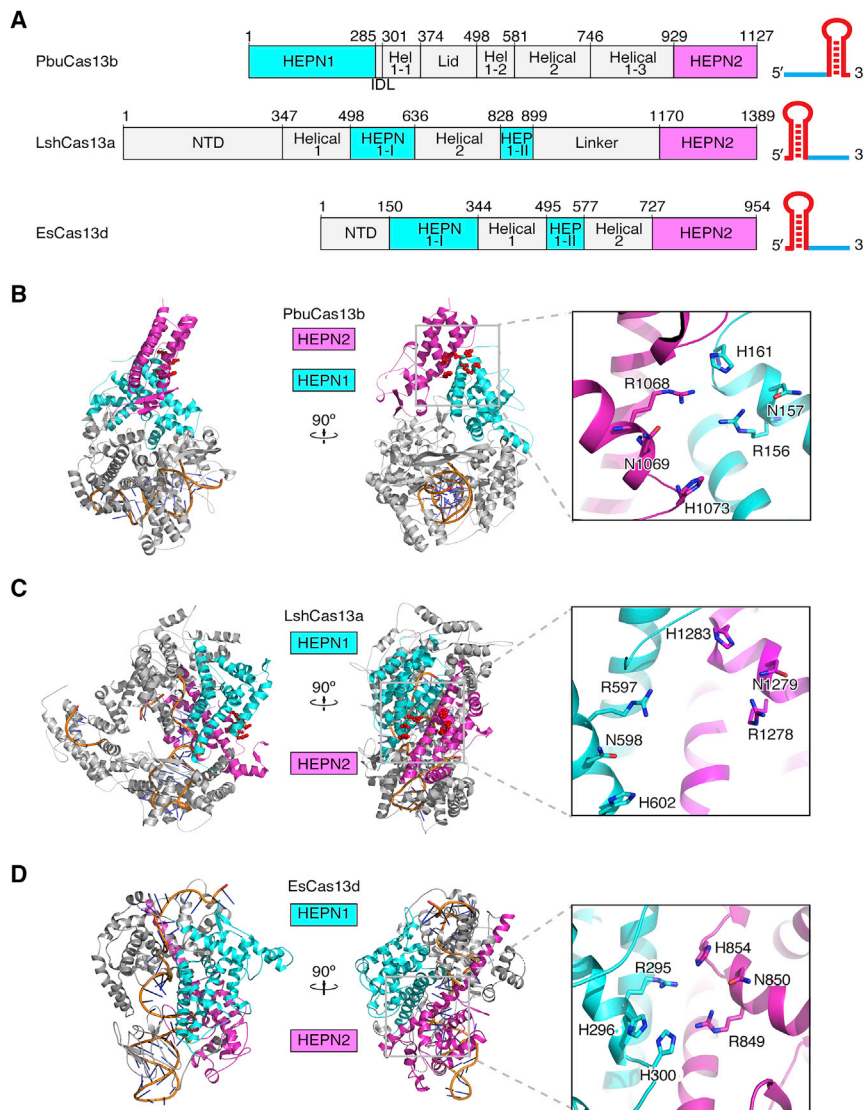 A
1 285 301 374 498 581 746 929 1127
PbuCas13b
HEPN1
Hel
1-1
Lid
Hel
1-2
Helical
2
Helical
1-3
HEPN2
5′
3
IDL
1 347 498 636 828 899 1170 1389
LshCas13a
NTD
Helical
1
HEPN
1-I
Helical
2
HEP
1-II
Linker
HEPN2
5′
3
1 150 344 495 577 727 954
EsCas13d
NTD
HEPN
1-I
Helical
1
HEP
1-II
Helical
2
HEPN2
5′
3
B
PbuCas13b
HEPN2
HEPN1
90º
H161
R1068
N157
R156
N1069
H1073
C
LshCas13a
HEPN1
90º
HEPN2
H1283
R597
N1279
R1278
N598
H602
D
EsCas13d
HEPN1
90º
HEPN2
H854
R295
N850
H296
R849
H300